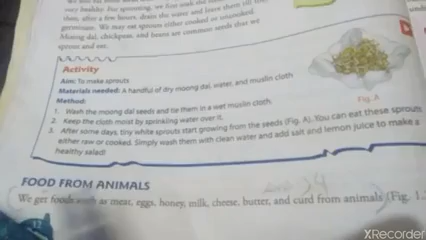 very healthy. For sprouting, we first soak the
then, after a few hours, drain the water and leave them till
germinate. We may eat sprouts either cooked or uncooked.
Moong dal, chickpeas, and beans are common seeds that we
sprout and eat.
Activity
Aim: To make sprouts
Materials needed: A handful of dry moong dal, water, and muslin cloth
Method:
1. Wash the moong dal seeds and tie them in a wet muslin cloth.
2. Keep the cloth moist by sprinkling water over it.
3. After some days, tiny white sprouts start growing from the seeds (Fig. A). You can eat these sprouts
either raw or cooked. Simply wash them with clean water and add salt and lemon juice to make a
healthy salad!
Fig. A
FOOD FROM ANIMALS
We get foods such as meat, eggs, honey, milk, cheese, butter, and curd from animals (Fig. 1.
12
XRecorder